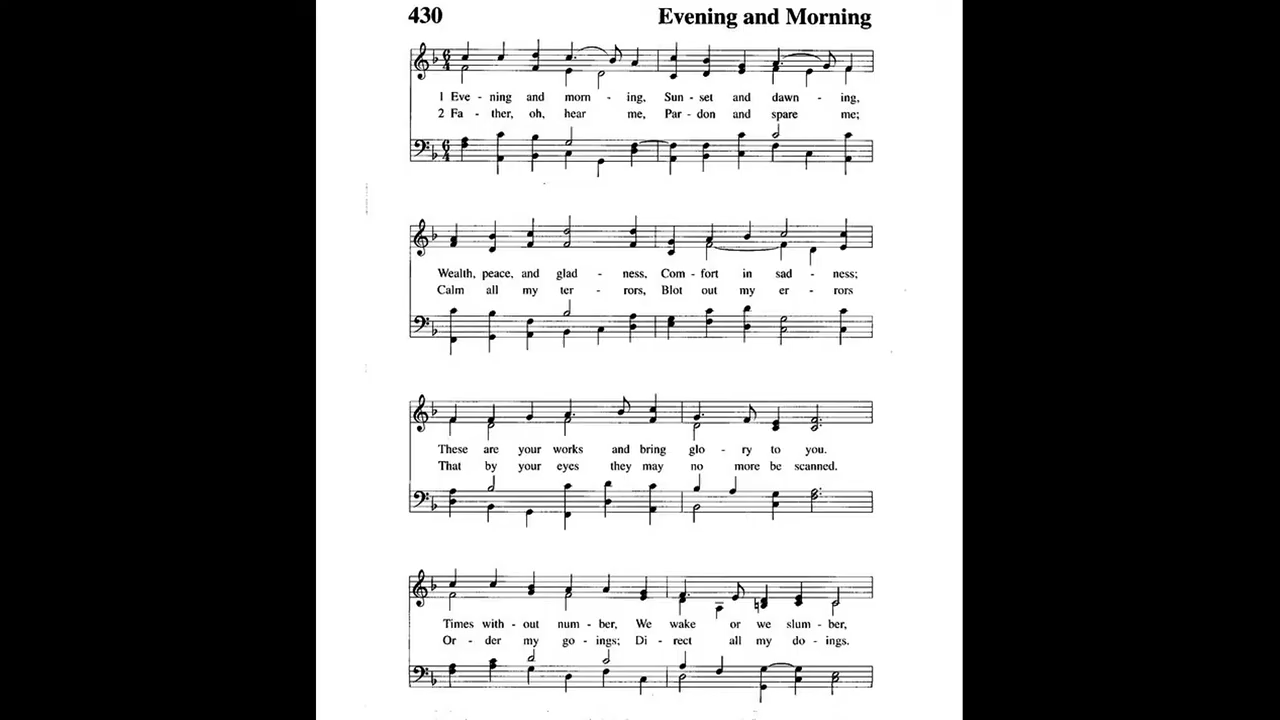 430 Evening and Morning
1 Eve - ning and morn - ing, Sun - set and dawn - ing,
2 Fa - ther, oh, hear me, Par - don and spare me;
Wealth, peace, and glad - ness, Com - fort in sad - ness;
Calm all my ter - rors, Blot out my er - rors
These are your works and bring glo - ry to you.
That by your eyes they may no more be scanned.
Times with - out num - ber, We wake or we slum - ber,
Or - der my go - ings; Di - rect all my do - ings.